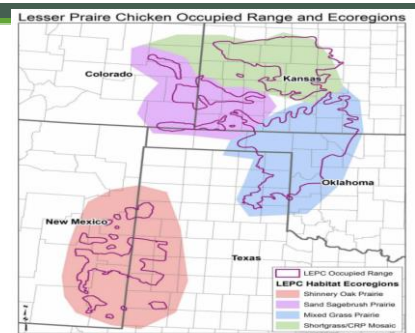 Lesser Praire Chicken Occupied Range and Ecoregions
Colorado
Kansas
Oklahoma
New Mexico
Texas
LEPC Occupied Range
LEPC Habitat Ecoregions
Shinnery Oak Prairie
Sand Sagebrush Prairie
Mixed Grass Prairie
Shortgrass/CRP Mosaic